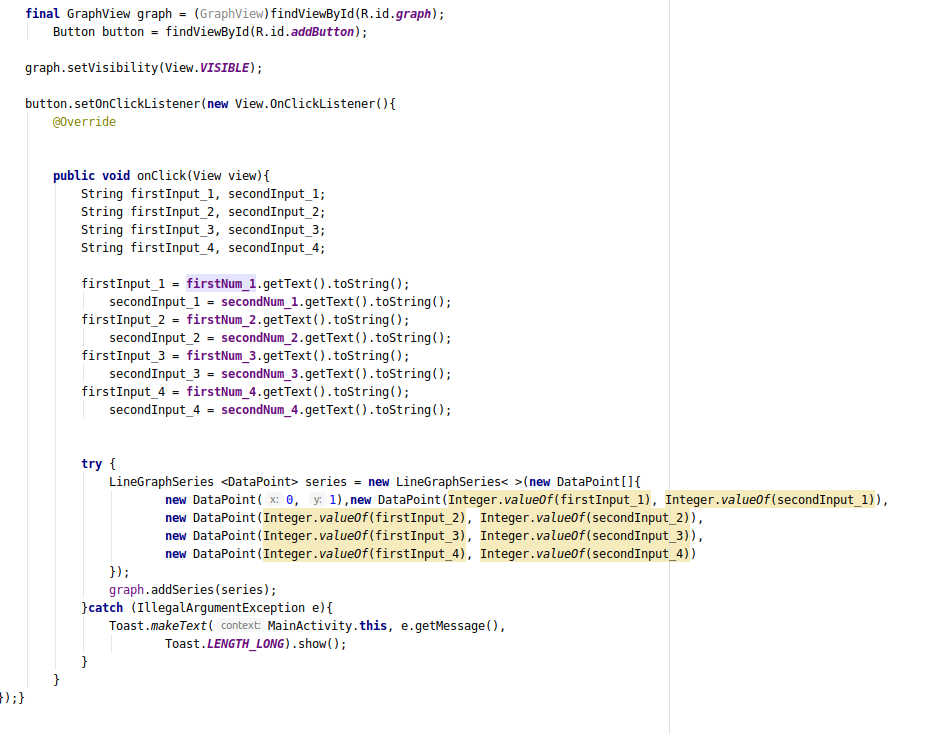 final GraphView graph = (GraphView)findViewById(R.id.graph);
Button button = findViewById(R.id.addButton);
graph.setVisibility(View.VISIBLE);
button.setOnClickListener(new View.OnClickListener(){
@Override
public void onClick(View view){
String firstInput_1, secondInput_1;
String firstInput_2, secondInput_2;
String firstInput_3, secondInput_3;
String firstInput_4, secondInput_4;
firstInput_1 = firstNum_1.getText().toString();
secondInput_1 = secondNum_1.getText().toString();
firstInput_2 = firstNum_2.getText().toString();
secondInput_2 = secondNum_2.getText().toString();
firstInput_3 = firstNum_3.getText().toString();
secondInput_3 = secondNum_3.getText().toString();
firstInput_4 = firstNum_4.getText().toString();
secondInput_4 = secondNum_4.getText().toString();
try {
LineGraphSeries <DataPoint> series = new LineGraphSeries< >(new DataPoint[]{
new DataPoint( x: 0, y: 1),new DataPoint(Integer.valueOf(firstInput_1), Integer.valueOf(secondInput_1)),
new DataPoint(Integer.valueOf(firstInput_2), Integer.valueOf(secondInput_2)),
new DataPoint(Integer.valueOf(firstInput_3), Integer.valueOf(secondInput_3)),
new DataPoint(Integer.valueOf(firstInput_4), Integer.valueOf(secondInput_4))
});
graph.addSeries(series);
}catch (IllegalArgumentException e){
Toast.makeText( context: MainActivity.this, e.getMessage(),
Toast.LENGTH_LONG).show();
}
}
});}